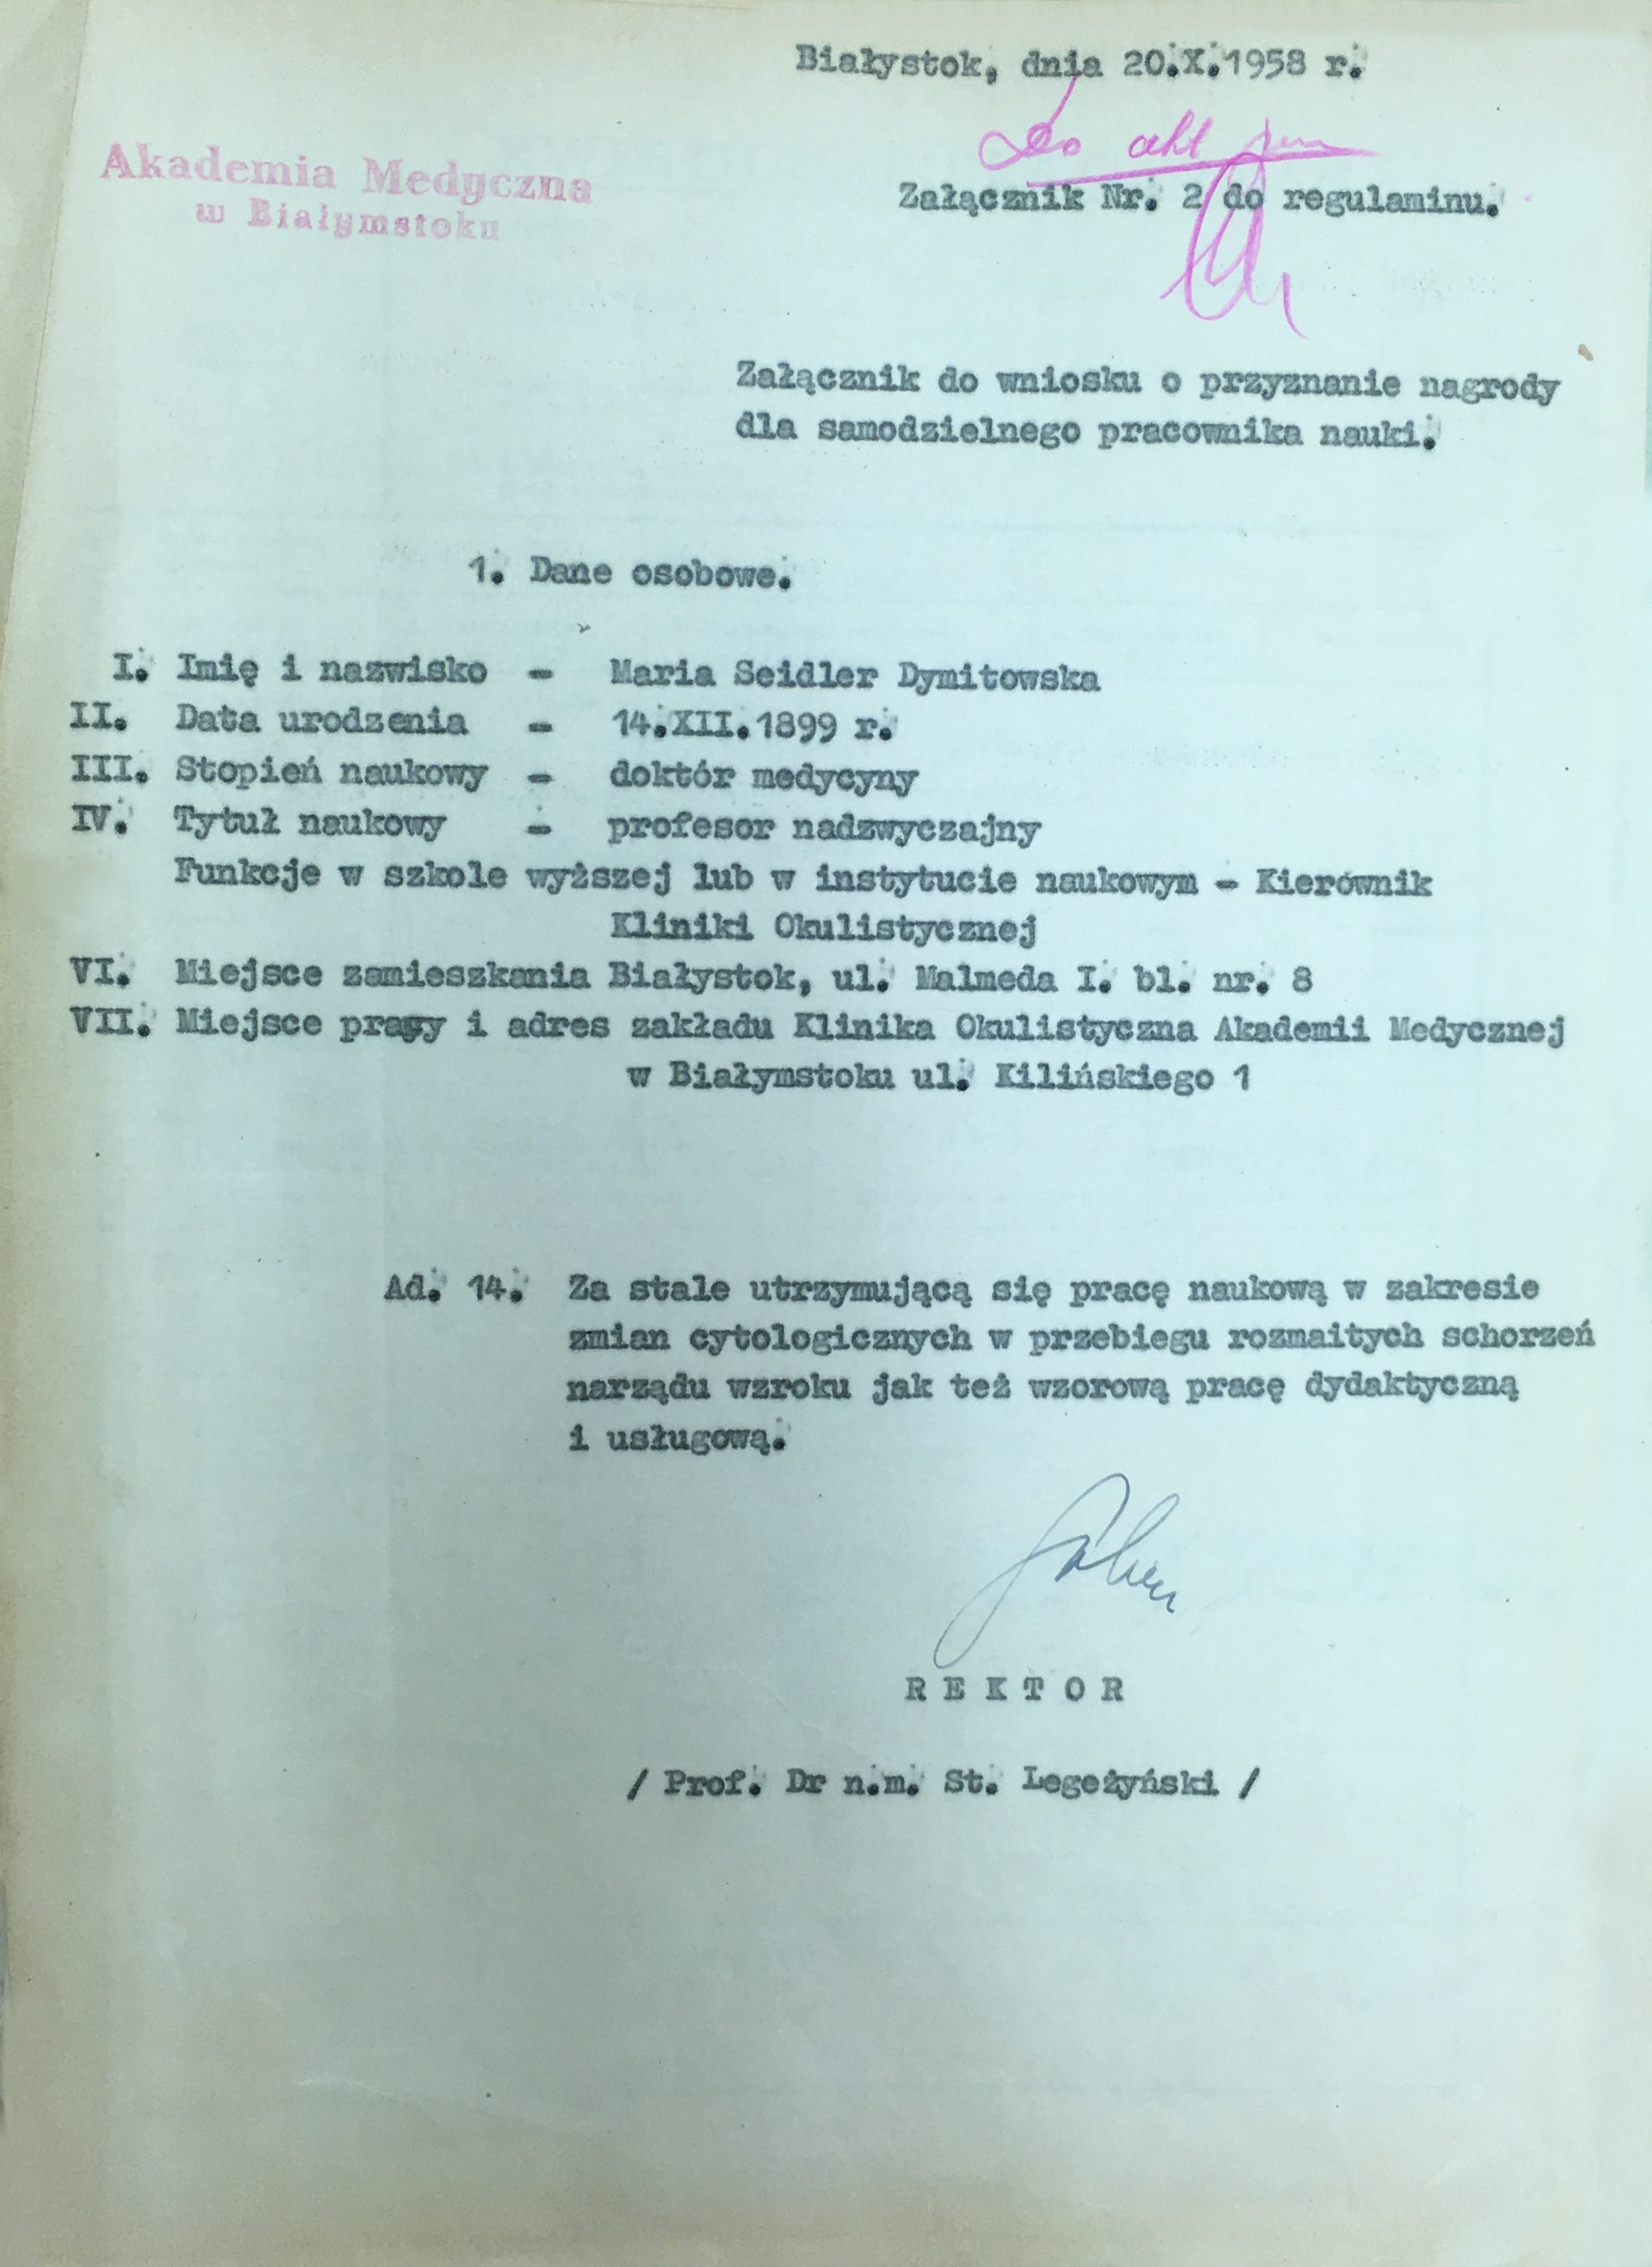 Białystok, dnia 20.X.1958 r.
Do akt
Akademia Medyczna
w Białymstoku
Załącznik Nr. 2 do regulaminu.
Załącznik do wniosku o przyznanie nagrody
dla samodzielnego pracownika nauki.
1. Dane osobowe.
I. Imię i nazwisko - Maria Seidler Dymitowska
II. Data urodzenia - 14.XII.1899 r.
III. Stopień naukowy - doktór medycyny
IV. Tytuł naukowy - profesor nadzwyczajny
Funkcje w szkole wyższej lub w instytucie naukowym - Kierownik
Kliniki Okulistycznej
VI. Miejsce zamieszkania Białystok, ul. Malmeda I. bl. nr. 8
VII. Miejsce pracy i adres zakładu Klinika Okulistyczna Akademii Medycznej
w Białymstoku ul. Kilińskiego 1
Ad. 14. Za stale utrzymującą się pracę naukową w zakresie
zmian cytologicznych w przebiegu rozmaitych schorzeń
narządu wzroku jak też wzorową pracę dydaktyczną
i usługową.
R E K T O R
/ Prof. Dr n.m. St. Legeżyński /